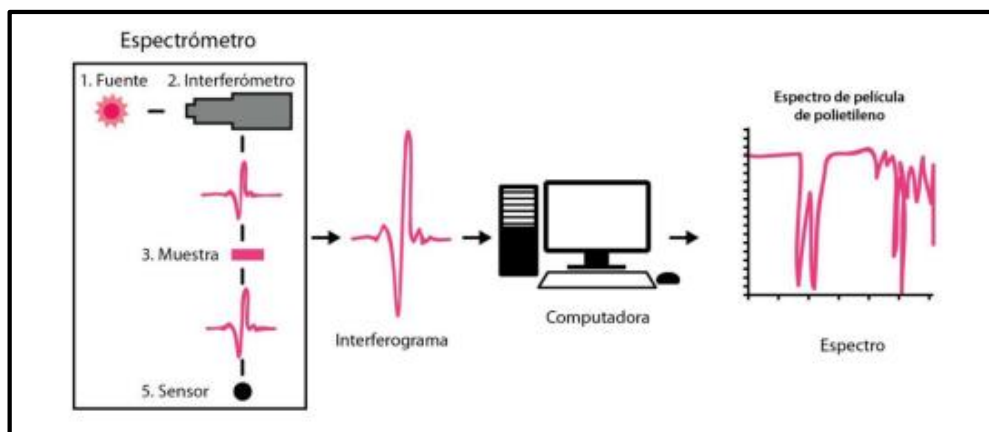 Espectrómetro
1. Fuente
2. Interferómetro
3. Muestra
5. Sensor
Interferograma
Computadora
Espectro de película
de polietileno
Espectro